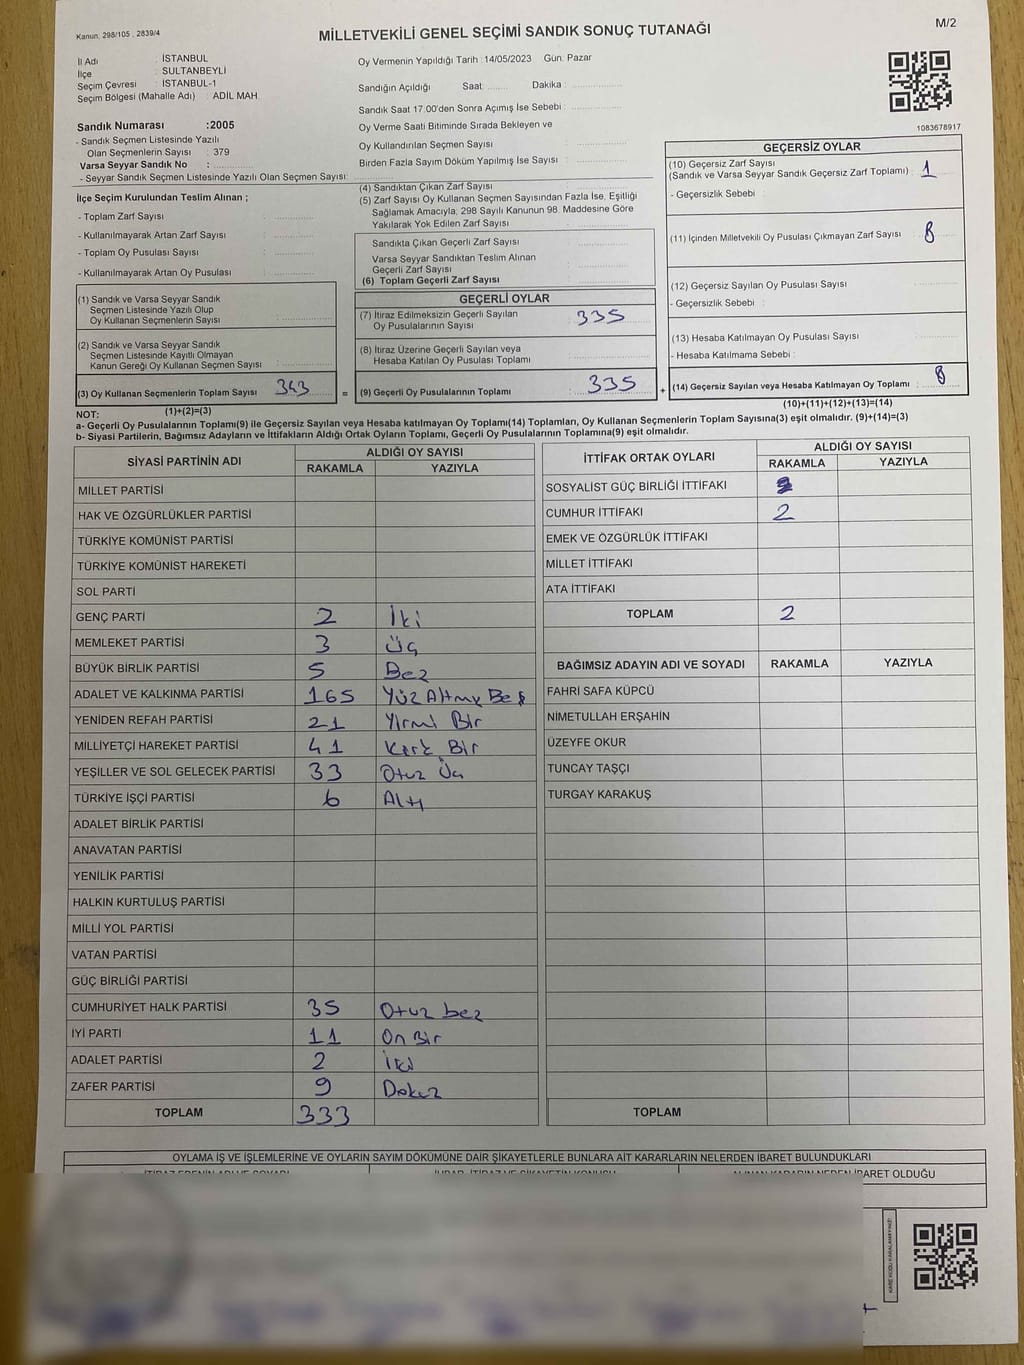 Kanun, 298/105 , 2839/4
MİLLETVEKİLİ GENEL SEÇİMİ SANDIK SONUÇ TUTANAĞI
M/2
İl Adı : İSTANBUL
İlçe : SULTANBEYLİ
Seçim Çevresi : İSTANBUL-1
Seçim Bölgesi (Mahalle Adı) : ADİL MAH.
Sandık Numarası :2005
- Sandık Seçmen Listesinde Yazılı
Olan Seçmenlerin Sayısı : 379
Varsa Seyyar Sandık No :
- Seyyar Sandık Seçmen Listesinde Yazılı Olan Seçmen Sayısı:
Oy Vermenin Yapıldığı Tarih : 14/05/2023 Gün: Pazar
Sandığın Açıldığı Saat: Dakika :
Sandık Saat 17.00'den Sonra Açımış İse Sebebi :
Oy Verme Saati Bitiminde Sırada Bekleyen ve
Oy Kullandırılan Seçmen Sayısı :
Birden Fazla Sayım Döküm Yapılmış İse Sayısı :
1083678917
İlçe Seçim Kurulundan Teslim Alınan ;
- Toplam Zarf Sayısı :
- Kullanılmayarak Artan Zarf Sayısı :
- Toplam Oy Pusulası Sayısı :
- Kullanılmayarak Artan Oy Pusulası :
(4) Sandıktan Çıkan Zarf Sayısı :
(5) Zarf Sayısı Oy Kullanan Seçmen Sayısından Fazla İse, Eşitliği
Sağlamak Amacıyla; 298 Sayılı Kanunun 98. Maddesine Göre
Yakılarak Yok Edilen Zarf Sayısı :
Sandıkta Çıkan Geçerli Zarf Sayısı :
Varsa Seyyar Sandıktan Teslim Alınan
Geçerli Zarf Sayısı :
(6) Toplam Geçerli Zarf Sayısı :
GEÇERSİZ OYLAR
(10) Geçersiz Zarf Sayısı
(Sandık ve Varsa Seyyar Sandık Geçersiz Zarf Toplamı) : 1
- Geçersizlik Sebebi :
(11) İçinden Milletvekili Oy Pusulası Çıkmayan Zarf Sayısı : 8
(12) Geçersiz Sayılan Oy Pusulası Sayısı :
- Geçersizlik Sebebi :
(13) Hesaba Katılmayan Oy Pusulası Sayısı :
- Hesaba Katılmama Sebebi :
(14) Geçersiz Sayılan veya Hesaba Katılmayan Oy Toplamı : 8
(10)+(11)+(12)+(13)=(14)
(1) Sandık ve Varsa Seyyar Sandık
Seçmen Listesinde Yazılı Olup
Oy Kullanan Seçmenlerin Sayısı :
(2) Sandık ve Varsa Seyyar Sandık
Seçmen Listesinde Kayıtlı Olmayan
Kanun Gereği Oy Kullanan Seçmen Sayısı :
(3) Oy Kullanan Seçmenlerin Toplam Sayısı : 343 =
(1)+(2)=(3)
GEÇERLİ OYLAR
(7) İtiraz Edilmeksizin Geçerli Sayılan
Oy Pusulalarının Sayısı : 335
(8) İtiraz Üzerine Geçerli Sayılan veya
Hesaba Katılan Oy Pusulası Toplamı :
(9) Geçerli Oy Pusulalarının Toplamı : 335 +
NOT:
a- Geçerli Oy Pusulalarının Toplamı(9) ile Geçersiz Sayılan veya Hesaba katılmayan Oy Toplamı(14) Toplamları, Oy Kullanan Seçmenlerin Toplam Sayısına(3) eşit olmalıdır. (9)+(14)=(3)
b- Siyasi Partilerin, Bağımsız Adayların ve İttifakların Aldığı Ortak Oyların Toplamı, Geçerli Oy Pusulalarının Toplamına(9) eşit olmalıdır.
SİYASİ PARTİNİN ADI ALDIĞI OY SAYISI
RAKAMLA YAZIYLA
MİLLET PARTİSİ
HAK VE ÖZGÜRLÜKLER PARTİSİ
TÜRKİYE KOMÜNİST PARTİSİ
TÜRKİYE KOMÜNİST HAREKETİ
SOL PARTİ
GENÇ PARTİ 2 İki
MEMLEKET PARTİSİ 3 Üç
BÜYÜK BİRLİK PARTİSİ 5 Beş
ADALET VE KALKINMA PARTİSİ 165 Yüz Altmış Beş
YENİDEN REFAH PARTİSİ 21 Yirmi Bir
MİLLİYETÇİ HAREKET PARTİSİ 41 Kırk Bir
YEŞİLLER VE SOL GELECEK PARTİSİ 33 Otuz Üç
TÜRKİYE İŞÇİ PARTİSİ 6 Altı
ADALET BİRLİK PARTİSİ
ANAVATAN PARTİSİ
YENİLİK PARTİSİ
HALKIN KURTULUŞ PARTİSİ
MİLLİ YOL PARTİSİ
VATAN PARTİSİ
GÜÇ BİRLİĞİ PARTİSİ
CUMHURİYET HALK PARTİSİ 35 Otuz beş
İYİ PARTİ 11 On Bir
ADALET PARTİSİ 2 İki
ZAFER PARTİSİ 9 Dokuz
TOPLAM 333
İTTİFAK ORTAK OYLARI ALDIĞI OY SAYISI
RAKAMLA YAZIYLA
SOSYALİST GÜÇ BİRLİĞİ İTTİFAKI
CUMHUR İTTİFAKI 2
EMEK VE ÖZGÜRLÜK İTTİFAKI
MİLLET İTTİFAKI
ATA İTTİFAKI
TOPLAM 2
BAĞIMSIZ ADAYIN ADI VE SOYADI RAKAMLA YAZIYLA
FAHRİ SAFA KÜPCÜ
NİMETULLAH ERŞAHİN
ÜZEYFE OKUR
TUNCAY TAŞÇI
TURGAY KARAKUŞ
TOPLAM
OYLAMA İŞ VE İŞLEMLERİNE VE OYLARIN SAYIM DÖKÜMÜNE DAİR ŞİKAYETLERLE BUNLARA AİT KARARLARIN NELERDEN İBARET BULUNDUKLARI
İTİRAZ EDENİN ADI VE SOYADI İHBAR, İTİRAZ VE ŞİKAYETİN KONUSU ALINAN KARARIN NEDEN İBARET OLDUĞU